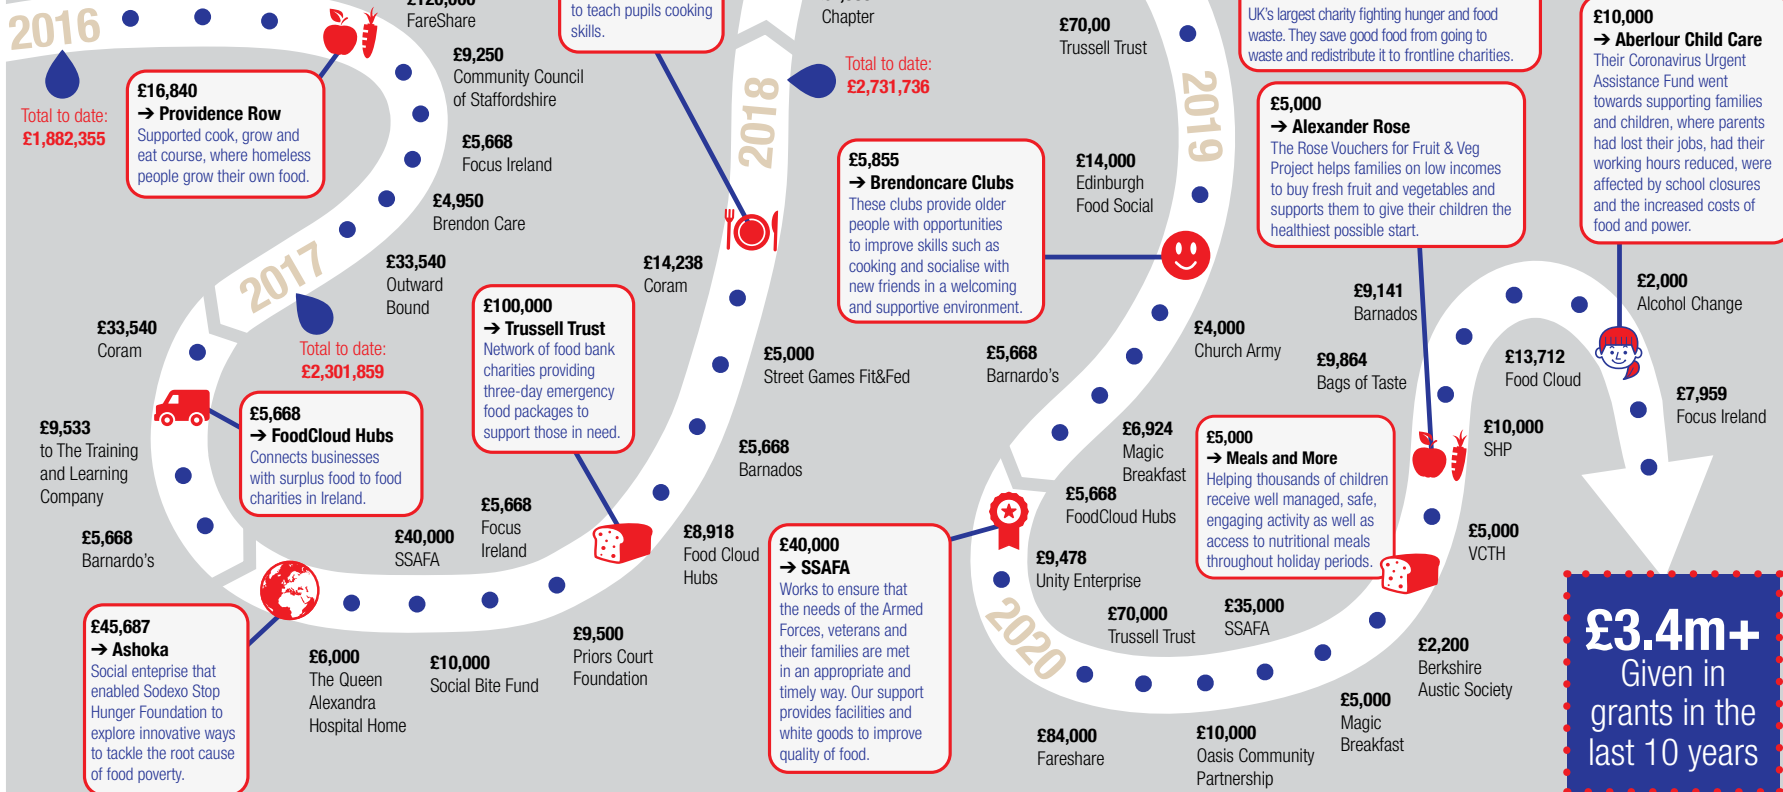 2016
£120,000
FareShare
Total to date:
£1,882,355
£16,840
➔ Providence Row
Supported cook, grow and
eat course, where homeless
people grow their own food.
£9,250
Community Council
of Staffordshire
£5,668
Focus Ireland
£4,950
Brendon Care
£33,540
Outward
Bound
2017
Total to date:
£2,301,859
£33,540
Coram
£5,668
➔ FoodCloud Hubs
Connects businesses
with surplus food to food
charities in Ireland.
£9,533
to The Training
and Learning
Company
£5,668
Barnardo’s
£45,687
➔ Ashoka
Social enteprise that
enabled Sodexo Stop
Hunger Foundation to
explore innovative ways
to tackle the root cause
of food poverty.
£6,000
The Queen
Alexandra
Hospital Home
£40,000
SSAFA
£10,000
Social Bite Fund
£5,668
Focus
Ireland
£9,500
Priors Court
Foundation
£100,000
➔ Trussell Trust
Network of food bank
charities providing
three-day emergency
food packages to
support those in need.
£8,918
Food Cloud
Hubs
£5,668
Barnados
£5,000
Street Games Fit&Fed
£14,238
Coram
to teach pupils cooking
skills.
2018
Total to date:
£2,731,736
Chapter
£70,00
Trussell Trust
2019
£14,000
Edinburgh
Food Social
£5,855
➔ Brendoncare Clubs
These clubs provide older
people with opportunities
to improve skills such as
cooking and socialise with
new friends in a welcoming
and supportive environment.
£4,000
Church Army
£5,668
Barnardo’s
£6,924
Magic
Breakfast
£5,668
FoodCloud Hubs
£40,000
➔ SSAFA
Works to ensure that
the needs of the Armed
Forces, veterans and
their families are met
in an appropriate and
timely way. Our support
provides facilities and
white goods to improve
quality of food.
£9,478
Unity Enterprise
2020
£84,000
Fareshare
£70,000
Trussell Trust
£10,000
Oasis Community
Partnership
£35,000
SSAFA
£5,000
Magic
Breakfast
£2,200
Berkshire
Austic Society
£5,000
➔ Meals and More
Helping thousands of children
receive well managed, safe,
engaging activity as well as
access to nutritional meals
throughout holiday periods.
£5,000
VCTH
UK’s largest charity fighting hunger and food
waste. They save good food from going to
waste and redistribute it to frontline charities.
£5,000
➔ Alexander Rose
The Rose Vouchers for Fruit & Veg
Project helps families on low incomes
to buy fresh fruit and vegetables and
supports them to give their children the
healthiest possible start.
£10,000
SHP
£9,864
Bags of Taste
£9,141
Barnados
£13,712
Food Cloud
£10,000
➔ Aberlour Child Care
Their Coronavirus Urgent
Assistance Fund went
towards supporting families
and children, where parents
had lost their jobs, had their
working hours reduced, were
affected by school closures
and the increased costs of
food and power.
£2,000
Alcohol Change
£7,959
Focus Ireland
£3.4m+
Given in
grants in the
last 10 years